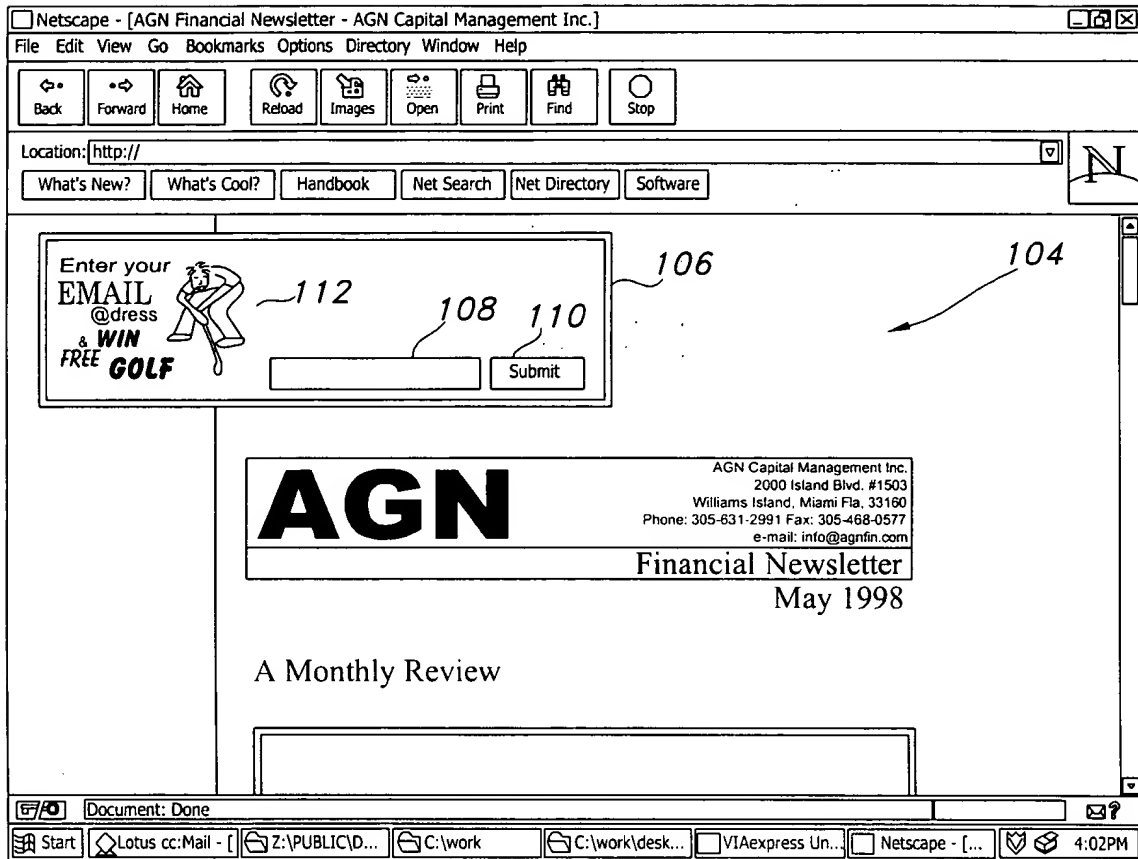 Netscape - [AGN Financial Newsletter - AGN Capital Management Inc.]
File Edit View Go Bookmarks Options Directory Window Help
Back Forward Home Reload Images Open Print Find Stop
Location: http://
N
What's New? What's Cool? Handbook Net Search Net Directory Software
Enter your
EMAIL
@dress
& WIN
FREE GOLF
112
108
110
Submit
106
104
AGN
AGN Capital Management Inc.
2000 Island Blvd. #1503
Williams Island, Miami Fla, 33160
Phone: 305-631-2991 Fax: 305-468-0577
e-mail: info@agnfin.com
Financial Newsletter
May 1998
A Monthly Review
Document: Done
Start Lotus cc:Mail - [ Z:\PUBLIC\D... C:\work C:\work\desk... VIAexpress Un... Netscape - [... 4:02PM